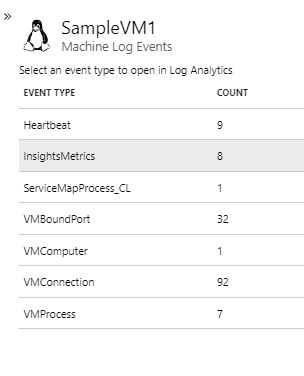 »
SampleVM1
Machine Log Events
Select an event type to open in Log Analytics
EVENT TYPE COUNT
Heartbeat 9
InsightsMetrics 8
ServiceMapProcess_CL 1
VMBoundPort 32
VMComputer 1
VMConnection 92
VMProcess 7